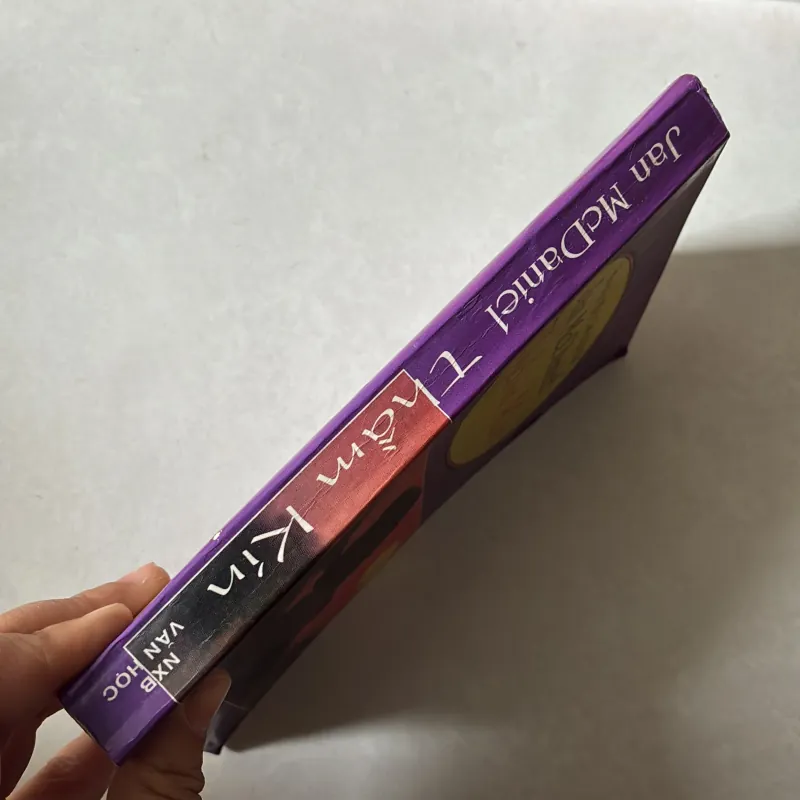 Jan McDaniel
Thầm Kín
NXB
VĂN HỌC